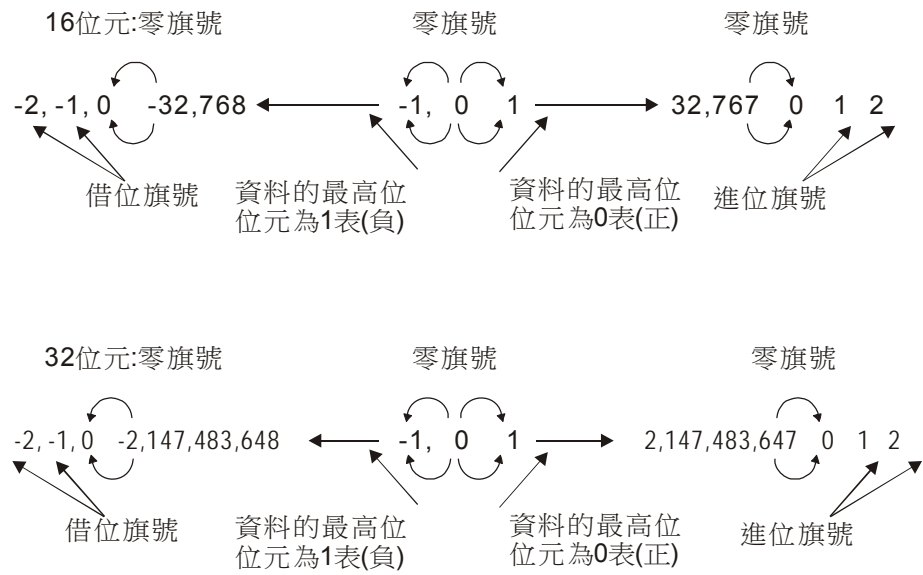 16位元:零旗號 零旗號 零旗號
-2, -1, 0 -32,768 -1, 0 1 32,767 0 1 2
借位旗號 資料的最高位 資料的最高位 進位旗號
位元為1表(負) 位元為0表(正)
32位元:零旗號 零旗號 零旗號
-2, -1, 0 -2,147,483,648 -1, 0 1 2,147,483,647 0 1 2
借位旗號 資料的最高位 資料的最高位 進位旗號
位元為1表(負) 位元為0表(正)